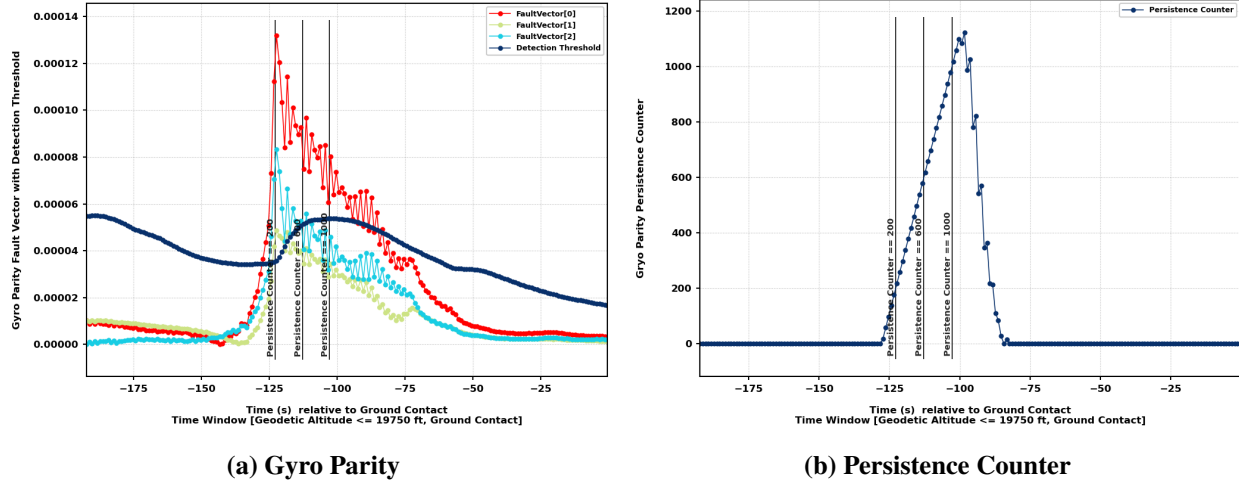 FaultVector[0]
FaultVector[1]
FaultVector[2]
Detection Threshold
Gyro Parity Fault Vector with Detection Threshold
0.00014
0.00012
0.00010
0.00008
0.00006
0.00004
0.00002
0.00000
Persistence Counter == 200
Persistence Counter == 600
Persistence Counter == 1000
−175
−150
−125
−100
−75
−50
−25
Time (s) relative to Ground Contact
Time Window [Geodetic Altitude <= 19750 ft, Ground Contact]
(a) Gyro Parity
Persistence Counter
Gryo Parity Persistence Counter
1200
1000
800
600
400
200
0
Persistence Counter == 200
Persistence Counter == 600
Persistence Counter == 1000
−175
−150
−125
−100
−75
−50
−25
Time (s) relative to Ground Contact
Time Window [Geodetic Altitude <= 19750 ft, Ground Contact]
(b) Persistence Counter